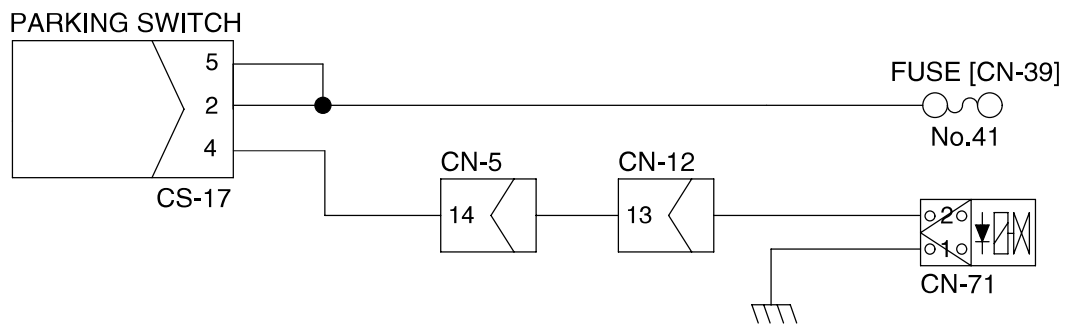 PARKING SWITCH
5
2
4
CS-17
FUSE [CN-39]
No.41
CN-5
14
CN-12
13
2
1
CN-71